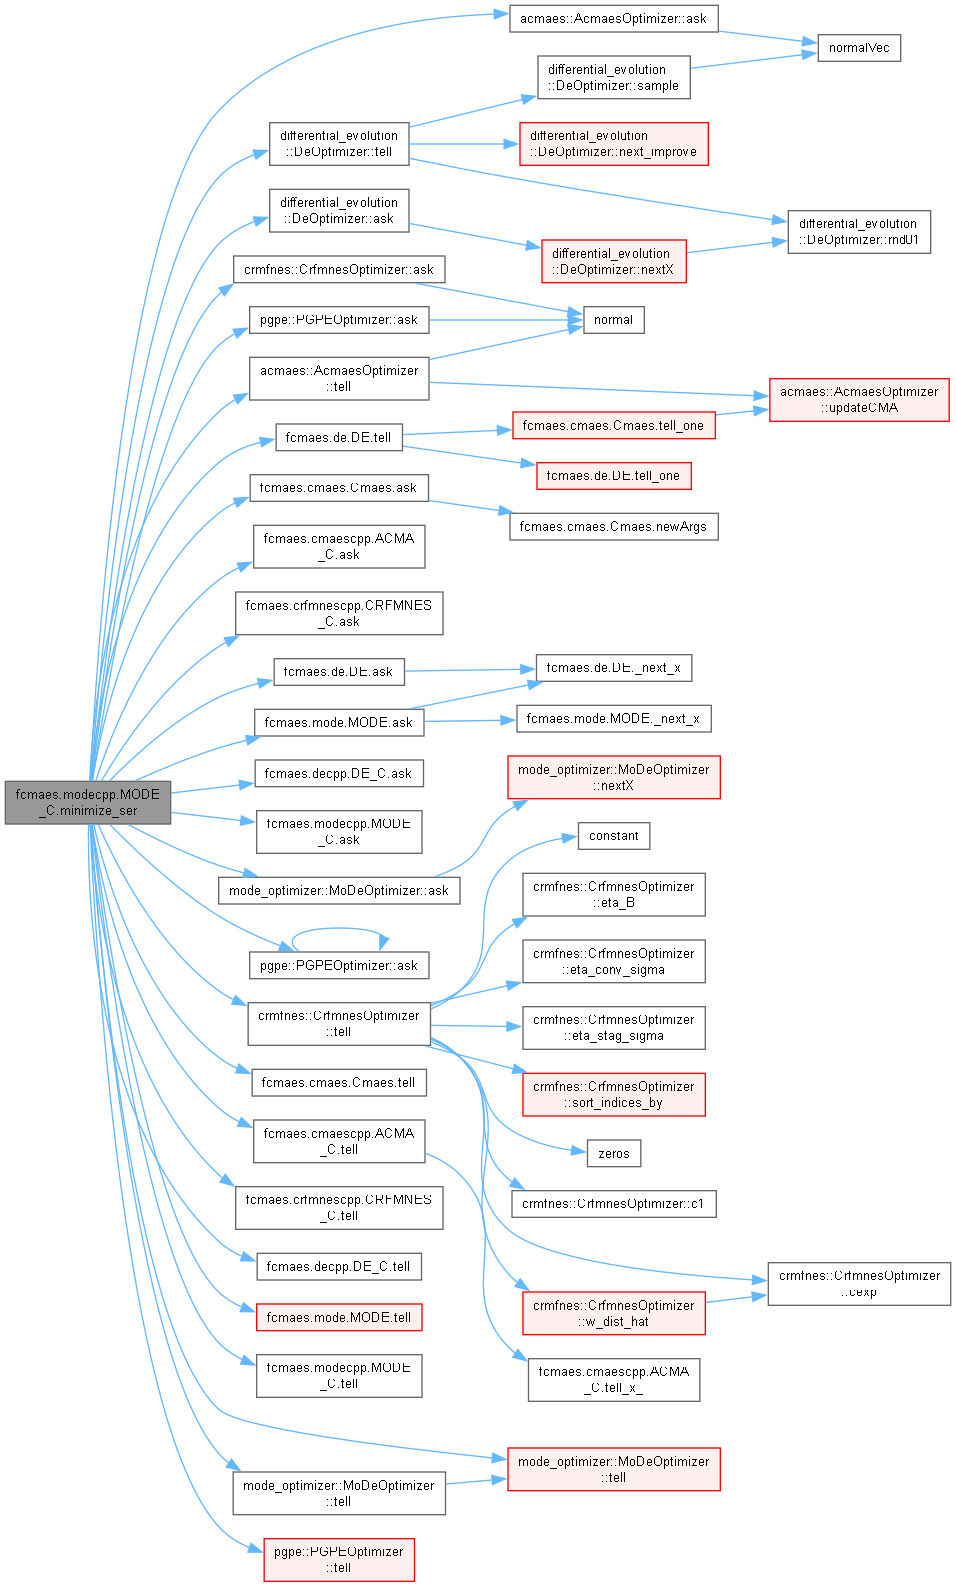 acmaes::AcmaesOptimizer::ask
normalVec
differential_evolution
::DeOptimizer::sample
differential_evolution
::DeOptimizer::tell
differential_evolution
::DeOptimizer::next_improve
differential_evolution
::DeOptimizer::ask
differential_evolution
::DeOptimizer::rndU1
differential_evolution
::DeOptimizer::nextX
crmfnes::CrfmnesOptimizer::ask
pgpe::PGPEOptimizer::ask
normal
acmaes::AcmaesOptimizer
::tell
acmaes::AcmaesOptimizer
::updateCMA
fcmaes.de.DE.tell
fcmaes.cmaes.Cmaes.tell_one
fcmaes.de.DE.tell_one
fcmaes.cmaes.Cmaes.ask
fcmaes.cmaes.Cmaes.newArgs
fcmaes.cmaescpp.ACMA
_C.ask
fcmaes.crfmnescpp.CRFMNES
_C.ask
fcmaes.de.DE.ask
fcmaes.de.DE._next_x
fcmaes.mode.MODE.ask
fcmaes.mode.MODE._next_x
fcmaes.decpp.DE_C.ask
mode_optimizer::MoDeOptimizer
::nextX
fcmaes.modecpp.MODE
_C.minimize_ser
fcmaes.modecpp.MODE
_C.ask
constant
mode_optimizer::MoDeOptimizer::ask
crmfnes::CrfmnesOptimizer
::eta_B
pgpe::PGPEOptimizer::ask
crmfnes::CrfmnesOptimizer
::eta_conv_sigma
crmfnes::CrfmnesOptimizer
::tell
crmfnes::CrfmnesOptimizer
::eta_stag_sigma
fcmaes.cmaes.Cmaes.tell
crmfnes::CrfmnesOptimizer
::sort_indices_by
fcmaes.cmaescpp.ACMA
_C.tell
zeros
fcmaes.crfmnescpp.CRFMNES
_C.tell
crmfnes::CrfmnesOptimizer::c1
fcmaes.decpp.DE_C.tell
crmfnes::CrfmnesOptimizer
::cexp
fcmaes.mode.MODE.tell
crmfnes::CrfmnesOptimizer
::w_dist_hat
fcmaes.modecpp.MODE
_C.tell
fcmaes.cmaescpp.ACMA
_C.tell_x_
mode_optimizer::MoDeOptimizer
::tell
mode_optimizer::MoDeOptimizer
::tell
pgpe::PGPEOptimizer
::tell